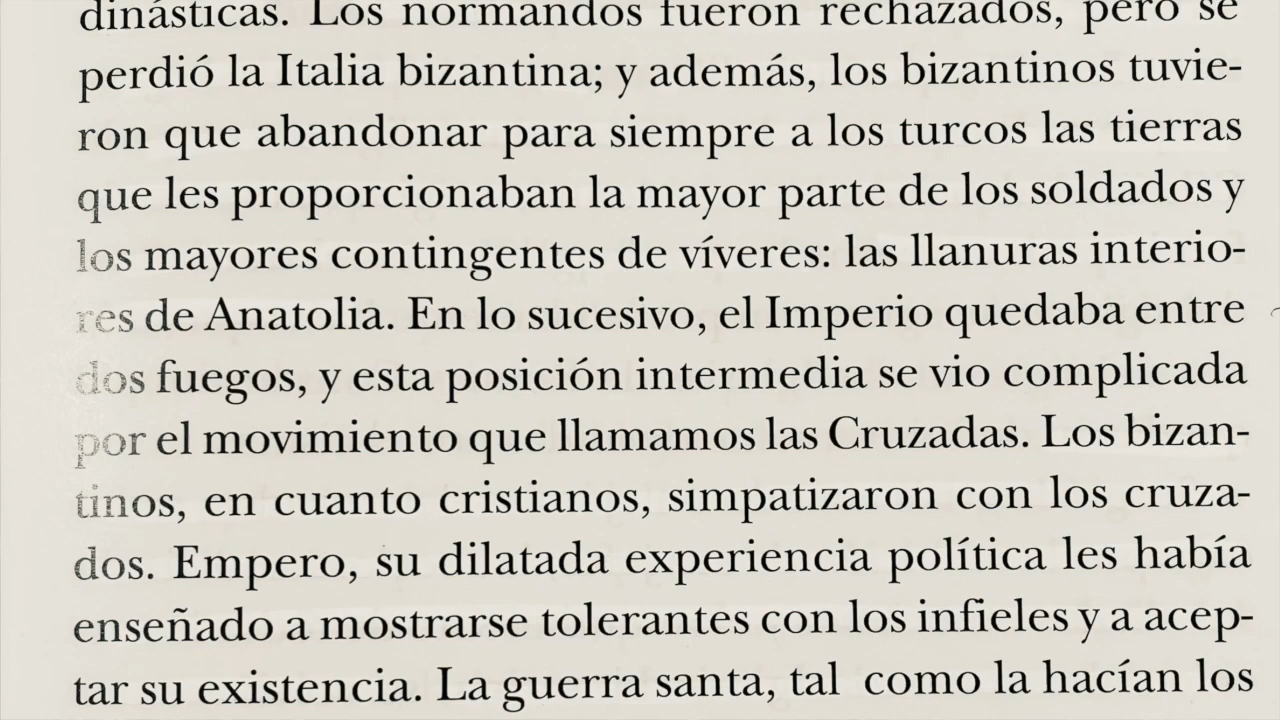 dinásticas. Los normandos fueron rechazados, pero se
perdió la Italia bizantina; y además, los bizantinos tuvie-
ron que abandonar para siempre a los turcos las tierras
que les proporcionaban la mayor parte de los soldados y
los mayores contingentes de víveres: las llanuras interio-
res de Anatolia. En lo sucesivo, el Imperio quedaba entre
dos fuegos, y esta posición intermedia se vio complicada
por el movimiento que llamamos las Cruzadas. Los bizan-
tinos, en cuanto cristianos, simpatizaron con los cruza-
dos. Empero, su dilatada experiencia política les había
enseñado a mostrarse tolerantes con los infieles y a acep-
tar su existencia. La guerra santa, tal como la hacían los